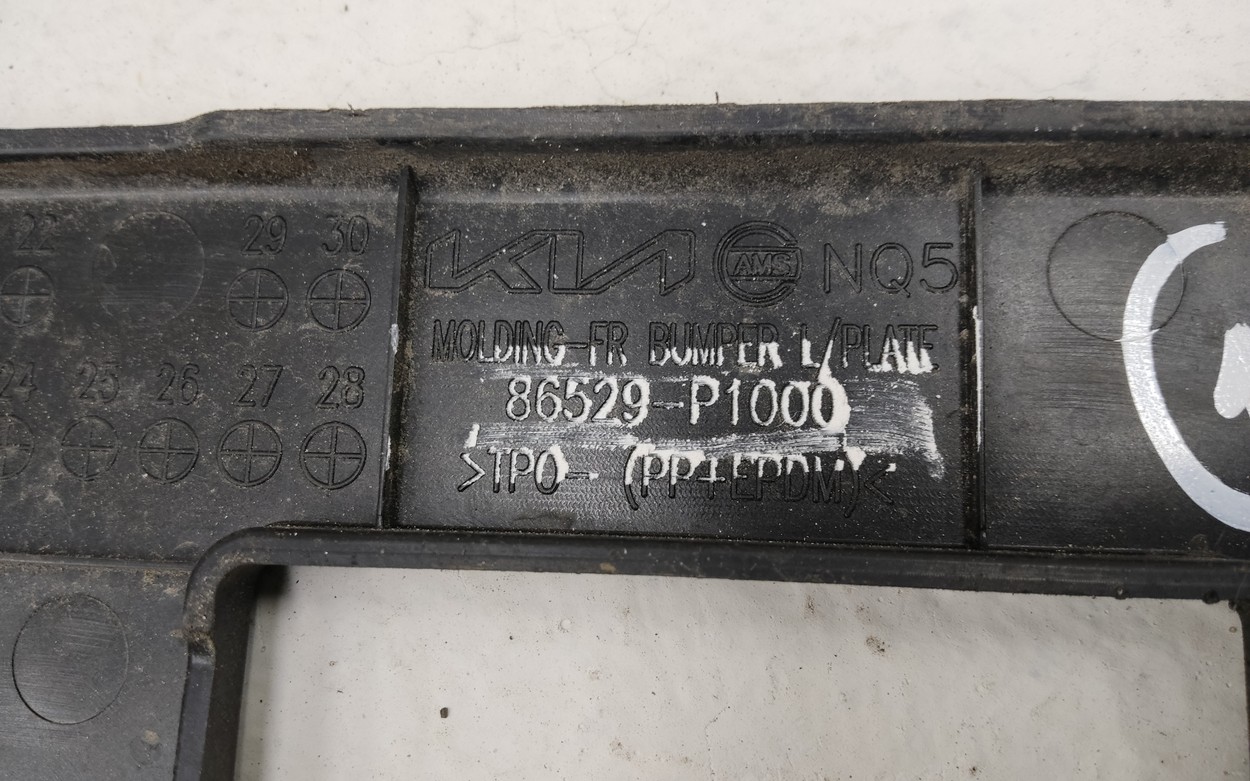 22 29 30
KIA AMS NQ5
MOLDING-FR BUMPER L/PLATE
24 25 26 27 28
86529-P1000
>TPO-(PP+EPDM)<